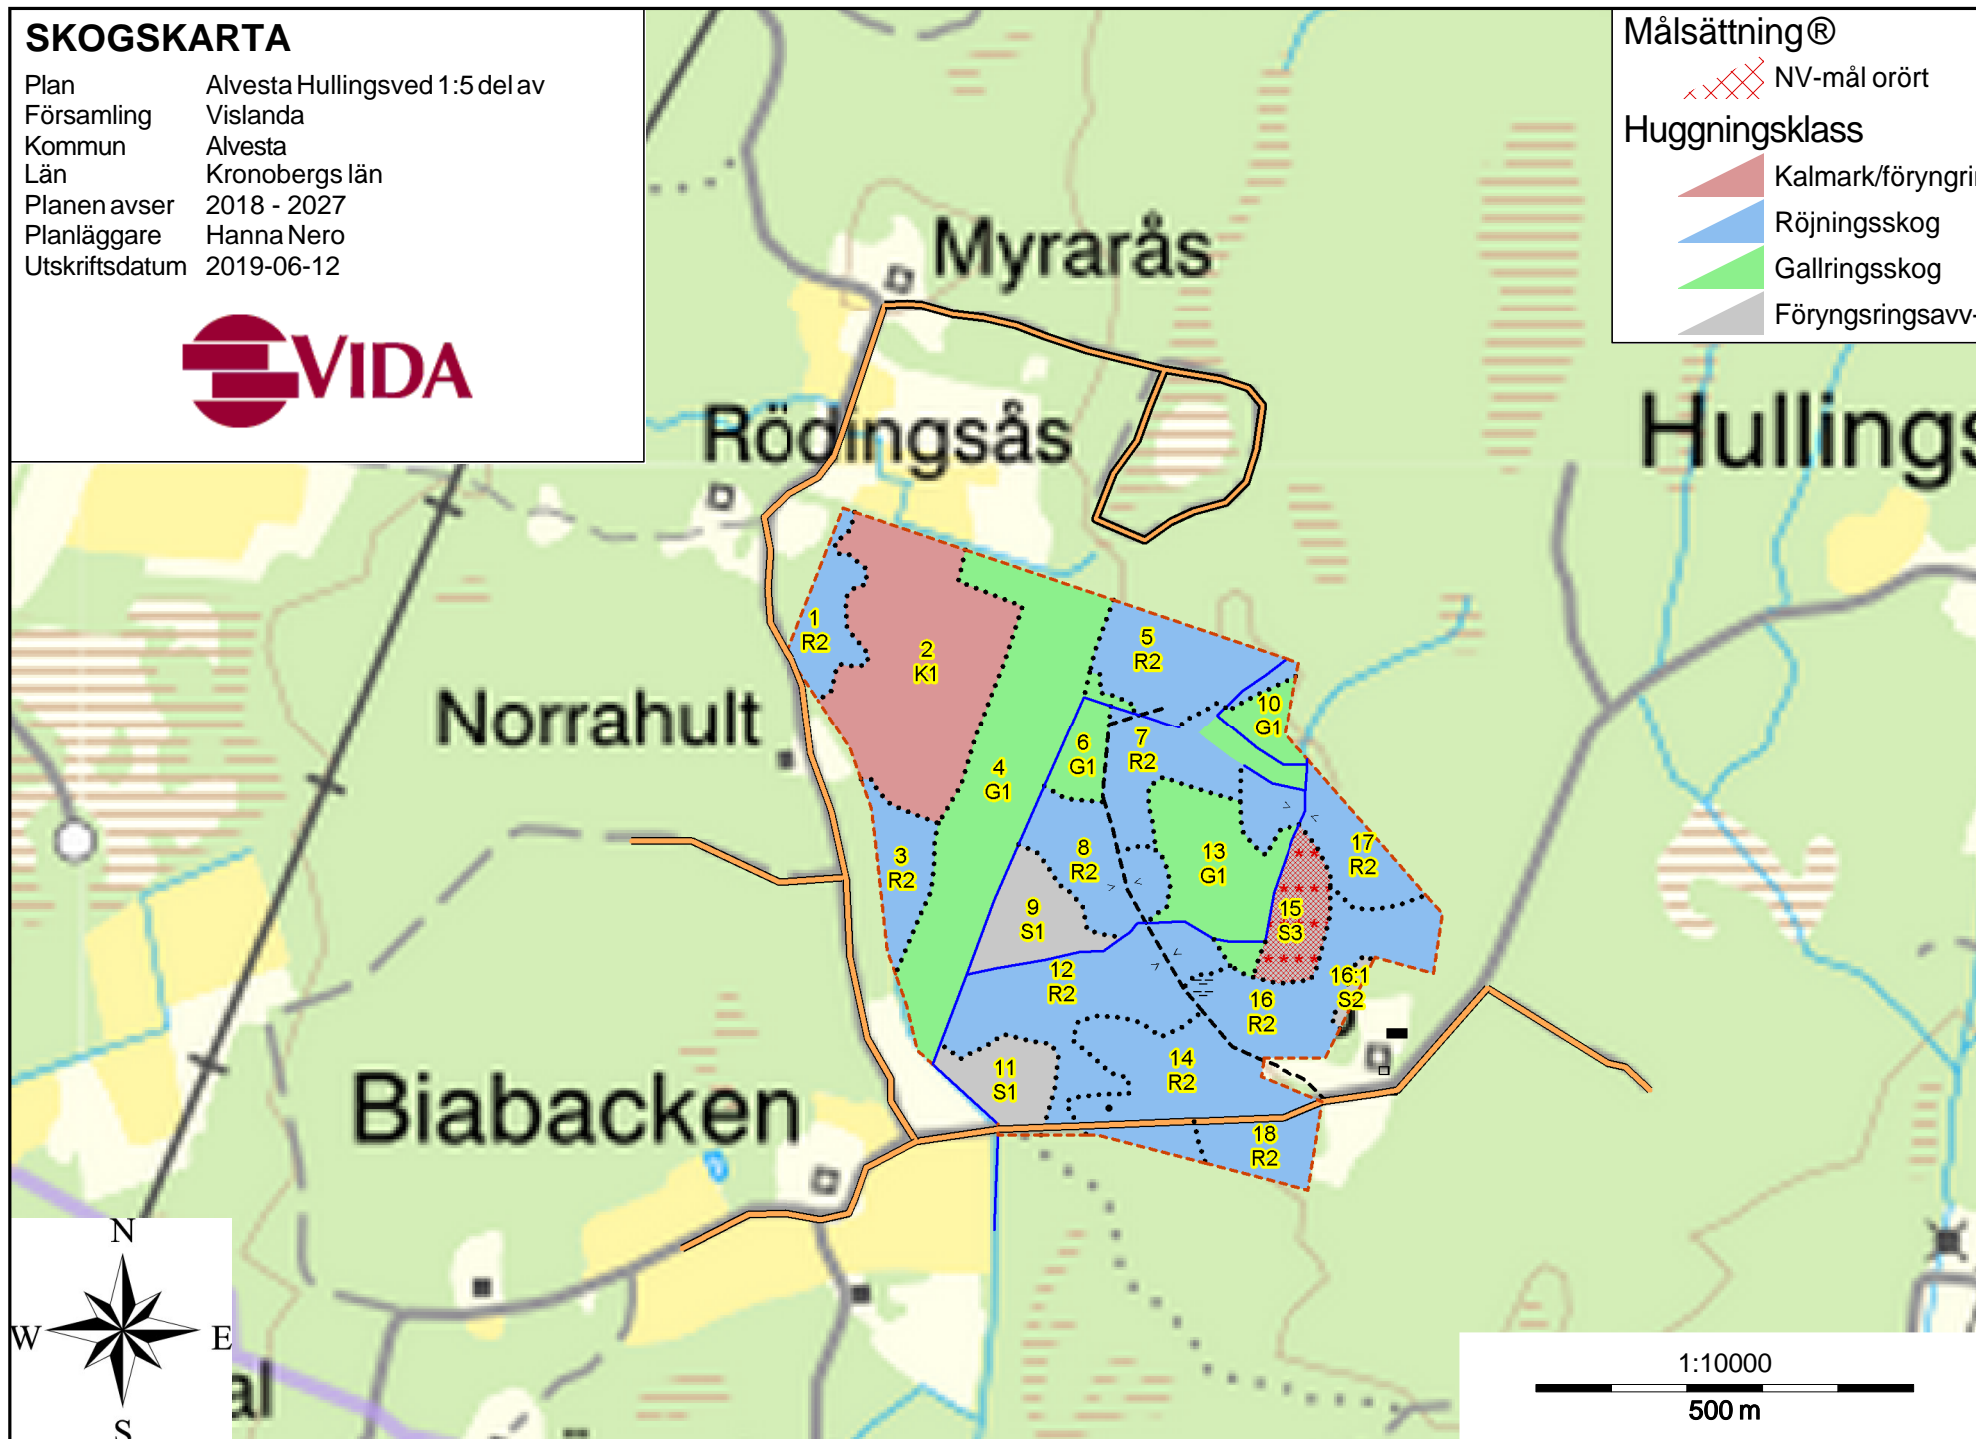 SKOGSKARTA
Plan Alvesta Hullingsved 1:5 del av
Församling Vislanda
Kommun Alvesta
Län Kronobergs län
Planen avser 2018 - 2027
Planläggare Hanna Nero
Utskriftsdatum 2019-06-12
VIDA
Målsättning®
NV-mål orört
Huggningsklass
Kalmark/föryngrin
Röjningsskog
Gallringsskog
Föryngsringsavv-
Myrarås
Rödingsås
Hullings
Norrahult
Biabacken
al
1
R2
2
K1
3
R2
4
G1
5
R2
6
G1
7
R2
8
R2
9
S1
10
G1
11
S1
12
R2
13
G1
14
R2
15
S3
16
R2
16:1
S2
17
R2
18
R2
N
W E
S
1:10000
500 m